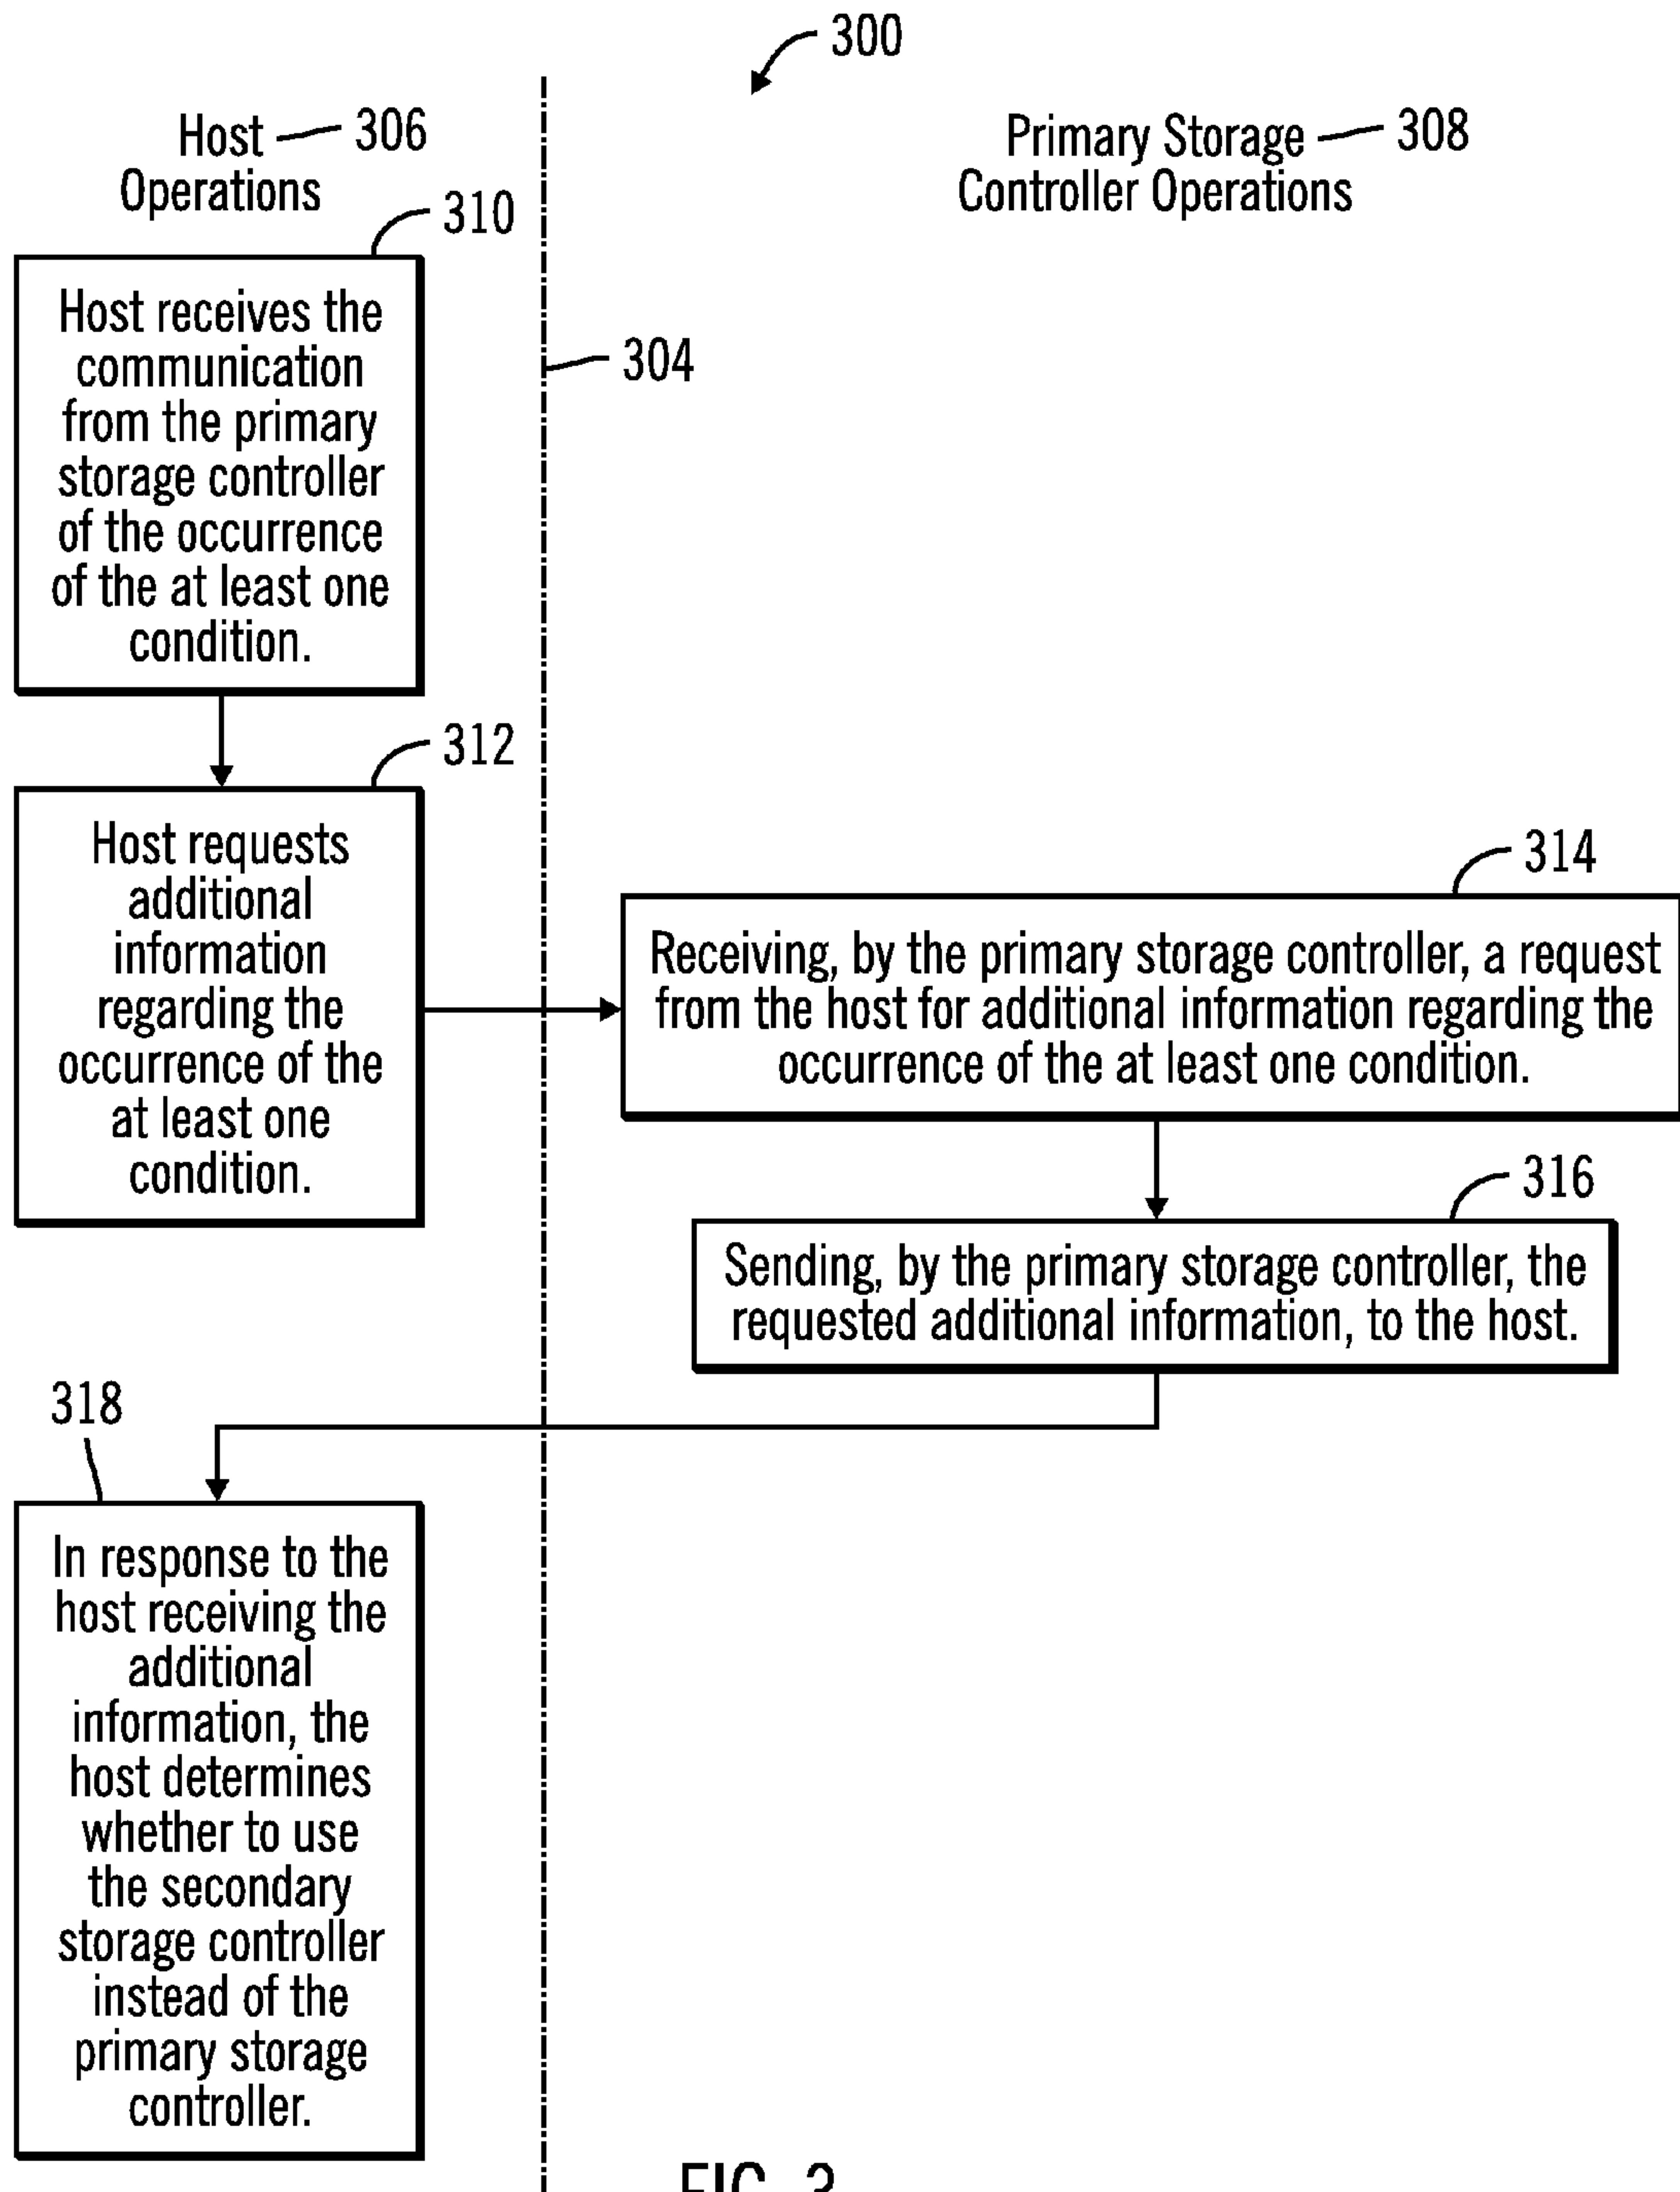 300
Host 306
Operations
Primary Storage 308
Controller Operations
310
Host receives the
communication
from the primary
storage controller
of the occurrence
of the at least one
condition.
304
312
Host requests
additional
information
regarding the
occurrence of the
at least one
condition.
314
Receiving, by the primary storage controller, a request
from the host for additional information regarding the
occurrence of the at least one condition.
316
Sending, by the primary storage controller, the
requested additional information, to the host.
318
In response to the
host receiving the
additional
information, the
host determines
whether to use
the secondary
storage controller
instead of the
primary storage
controller.
FIG. 3